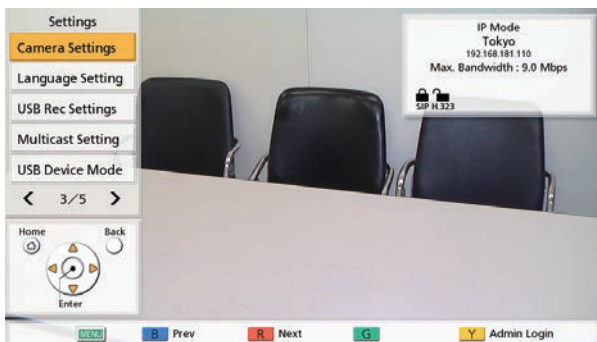 Settings
Camera Settings
Language Setting
USB Rec Settings
Multicast Setting
USB Device Mode
3/5
Home
Back
Enter
IP Mode
Tokyo
192.168.181.110
Max. Bandwidth : 9.0 Mbps
SIP H.323
MENU
B Prev
R Next
G
Y Admin Login